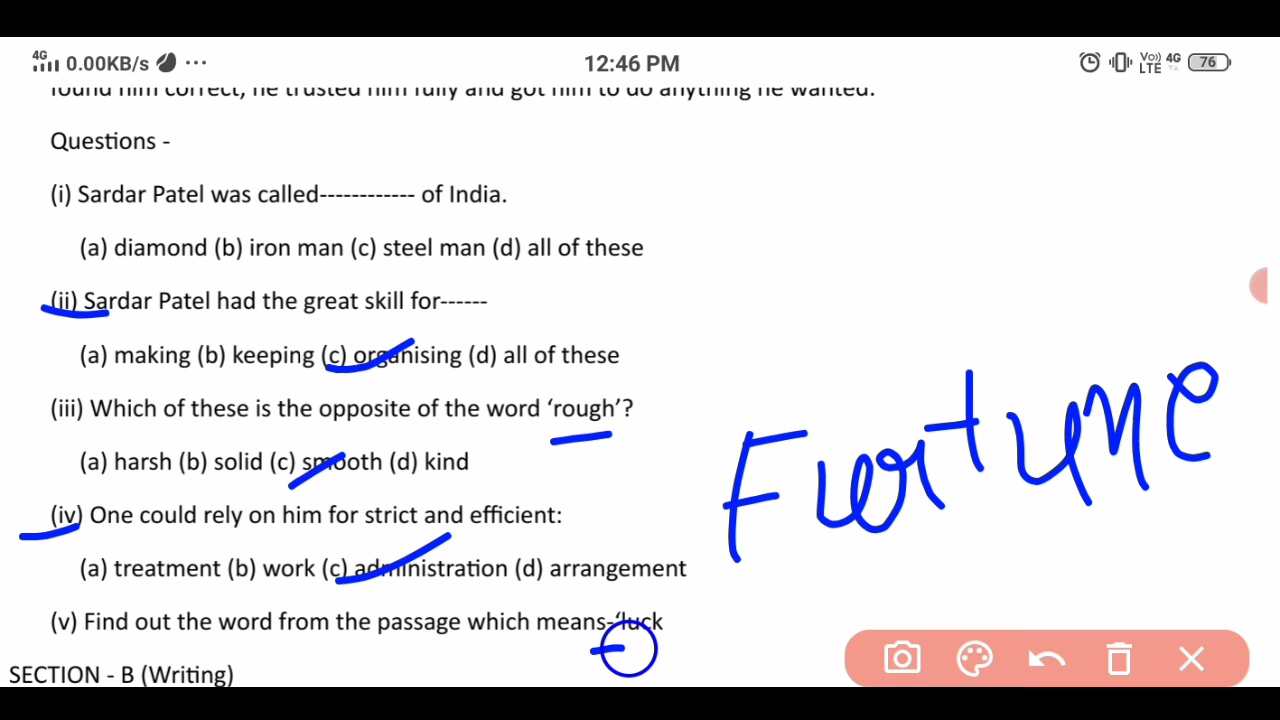 4G 0.00KB/s ... 12:46 PM Vo)) LTE 4G 76
found him correct, he trusted him fully and got him to do anything he wanted.
Questions -
(i) Sardar Patel was called------------ of India.
(a) diamond (b) iron man (c) steel man (d) all of these
(ii) Sardar Patel had the great skill for------
(a) making (b) keeping (c) organising (d) all of these
(iii) Which of these is the opposite of the word ‘rough’?
(a) harsh (b) solid (c) smooth (d) kind
(iv) One could rely on him for strict and efficient:
(a) treatment (b) work (c) administration (d) arrangement
(v) Find out the word from the passage which means-‘luck
SECTION - B (Writing)